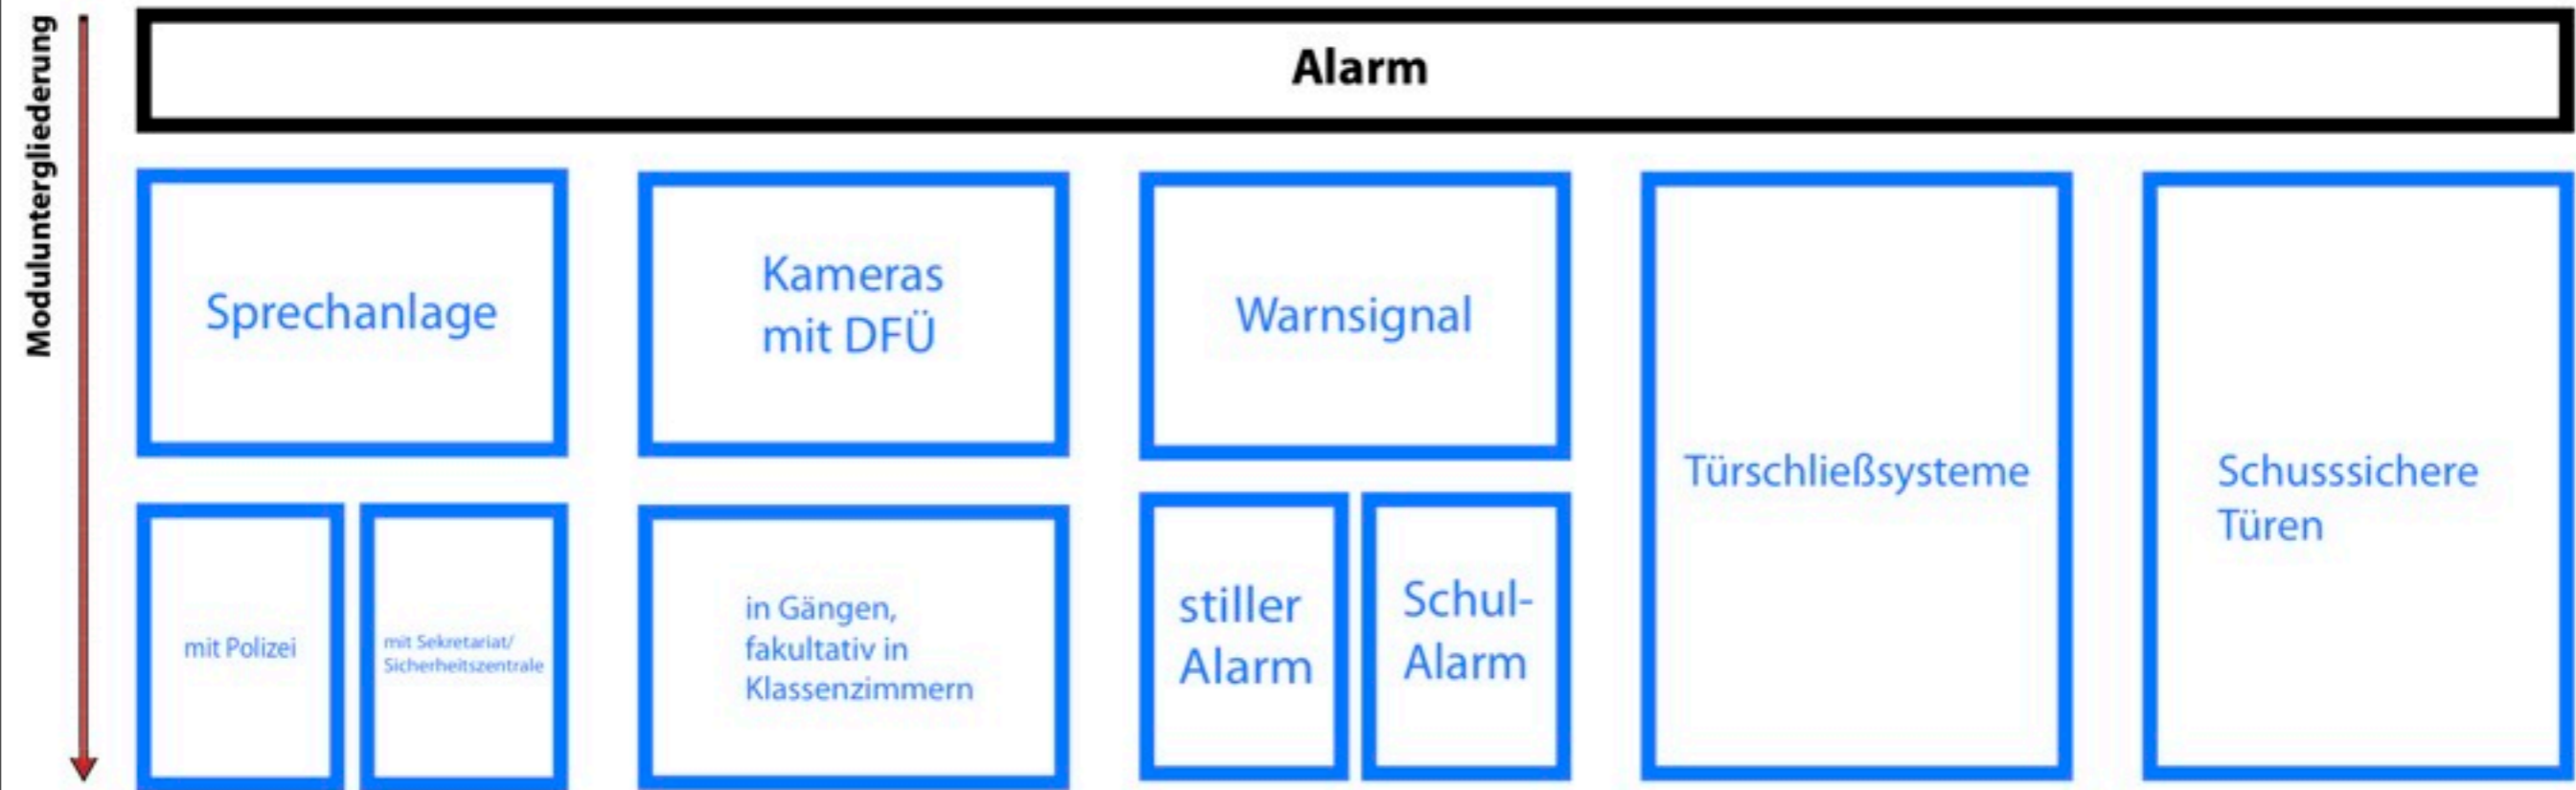 Moduluntergliederung
Alarm
Sprechanlage
Kameras
mit DFÜ
Warnsignal
Türschließsysteme
Schusssichere
Türen
mit Polizei
mit Sekretariat/
Sicherheitszentrale
in Gängen,
fakultativ in
Klassenzimmern
stiller
Alarm
Schul-
Alarm